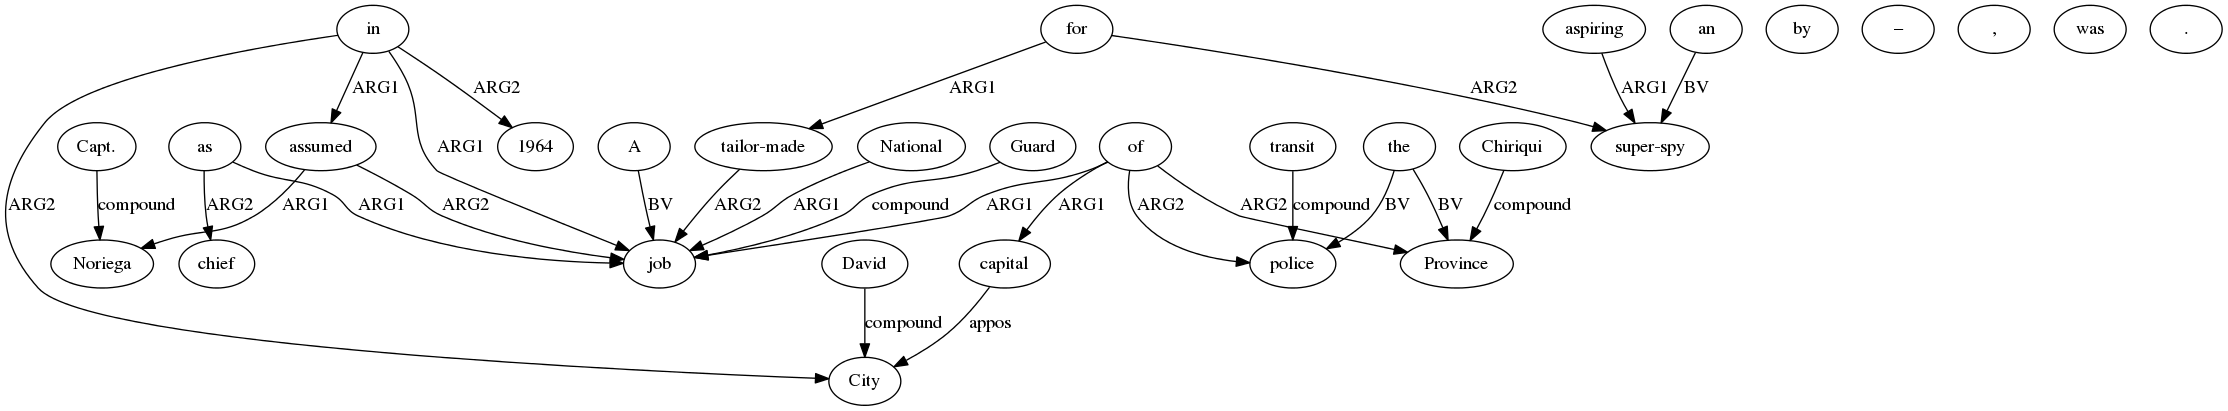 in for aspiring an by – , was .
ARG1 ARG2 ARG1 ARG2 ARG1 BV
Capt. as assumed 1964 A tailor-made National Guard of transit the Chiriqui super-spy
ARG1
ARG2 compound ARG2 ARG1 ARG1 ARG2 BV ARG2 ARG1 compound ARG1 ARG1 ARG2 ARG2 compound BV BV compound
Noriega chief job David capital police Province
compound appos
City